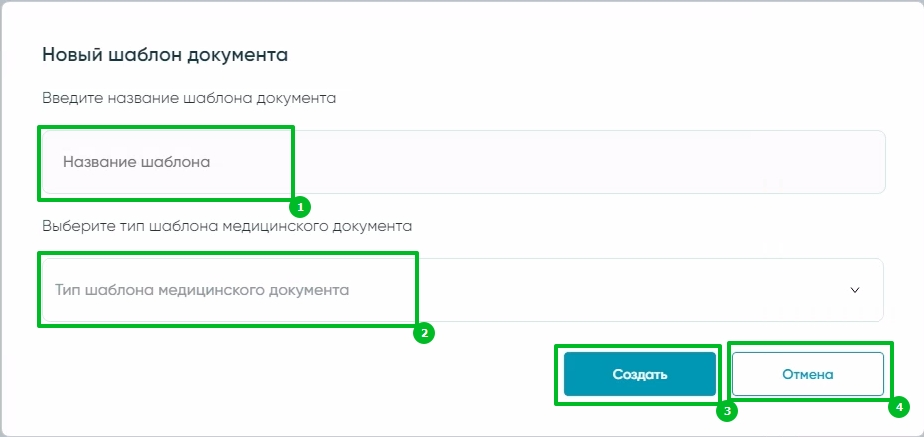 Новый шаблон документа
Введите название шаблона документа
Название шаблона
1
Выберите тип шаблона медицинского документа
Тип шаблона медицинского документа
2
Создать
Отмена
3
4